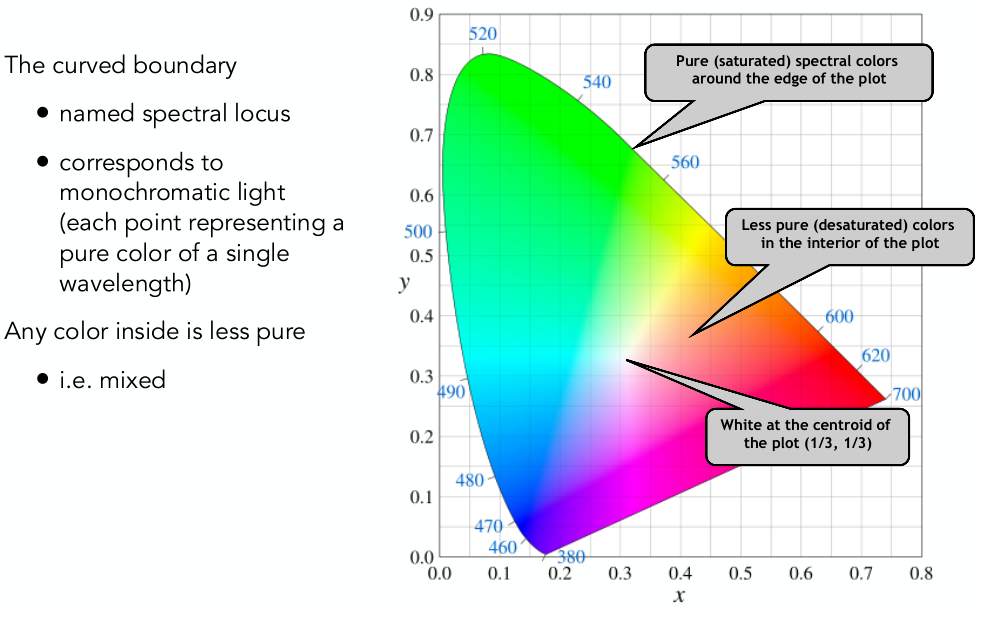 The curved boundary
• named spectral locus
• corresponds to
monochromatic light
(each point representing a
pure color of a single
wavelength)
Any color inside is less pure
• i.e. mixed
0.9
0.8
0.7
0.6
0.5
0.4
0.3
0.2
0.1
0.0
y
0.0 0.1 0.2 0.3 0.4 0.5 0.6 0.7 0.8
x
520
540
560
500
600
620
700
490
480
470
460
380
Pure (saturated) spectral colors
around the edge of the plot
Less pure (desaturated) colors
in the interior of the plot
White at the centroid of
the plot (1/3, 1/3)